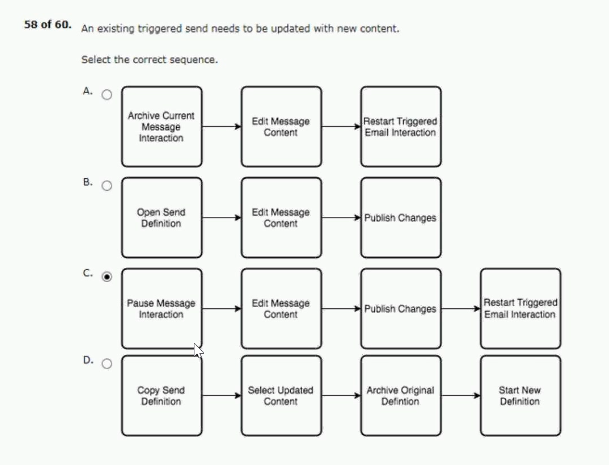 58 of 60. An existing triggered send needs to be updated with new content.
Select the correct sequence.
A.
Archive Current
Message
Interaction
Edit Message
Content
Restart Triggered
Email Interaction
B.
Open Send
Definition
Edit Message
Content
Publish Changes
C.
Pause Message
Interaction
Edit Message
Content
Publish Changes
Restart Triggered
Email Interaction
D.
Copy Send
Definition
Select Updated
Content
Archive Original
Defintion
Start New
Definition